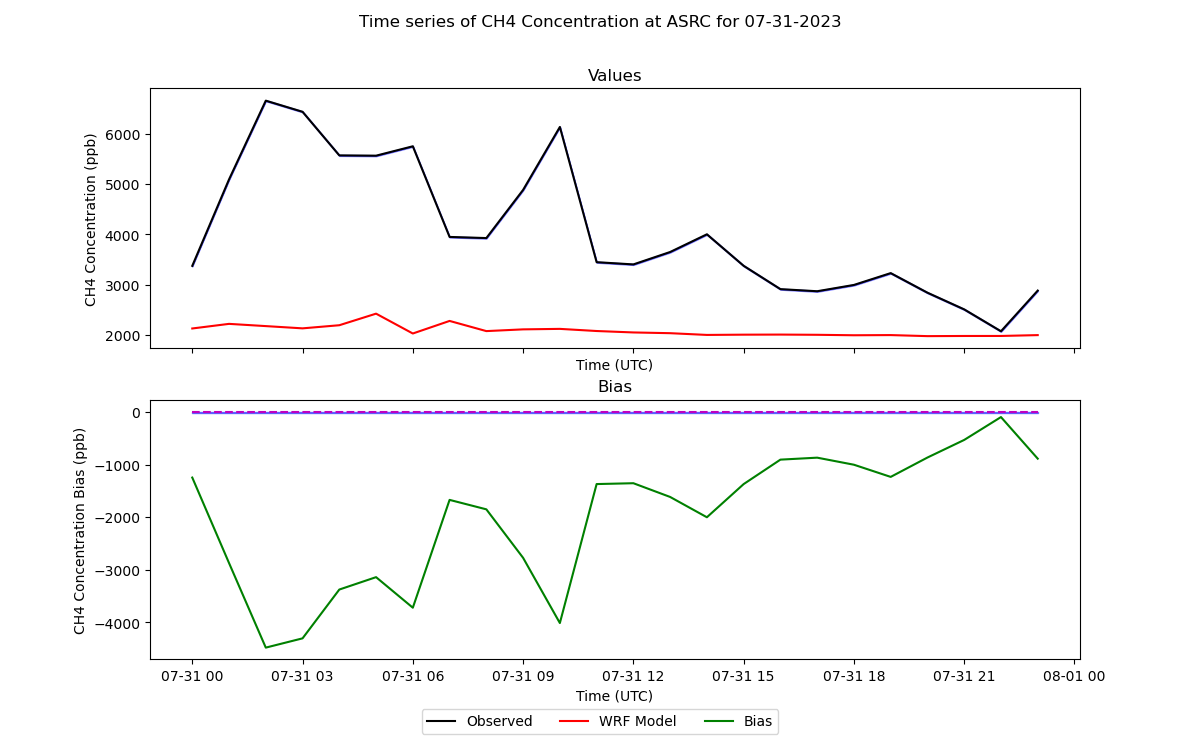 Time series of CH4 Concentration at ASRC for 07-31-2023
Values
CH4 Concentration (ppb)
6000
5000
4000
3000
2000
Time (UTC)
Bias
CH4 Concentration Bias (ppb)
0
−1000
−2000
−3000
−4000
07-31 00 07-31 03 07-31 06 07-31 09 07-31 12 07-31 15 07-31 18 07-31 21 08-01 00
Time (UTC)
Observed WRF Model Bias